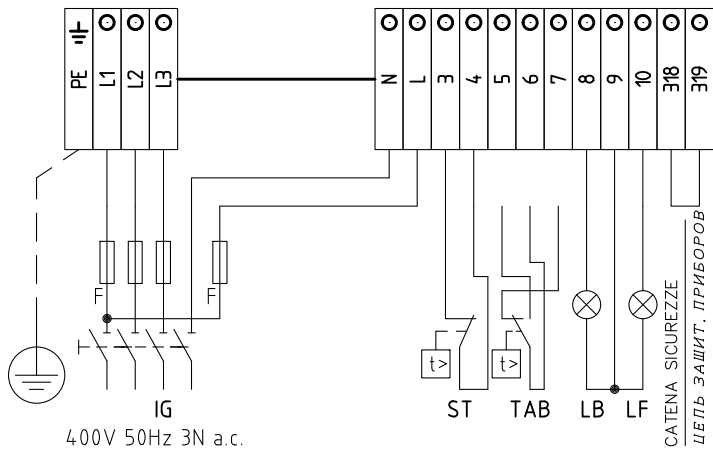 PE L1 L2 L3
N L 3 4 5 6 7 8 9 10 318 319
F F
t> t>
IG
ST TAB LB LF
400V 50Hz 3N a.c.
CATENA SICUREZZE
ЦЕПЬ ЗАЩИТ. ПРИБОРОВ